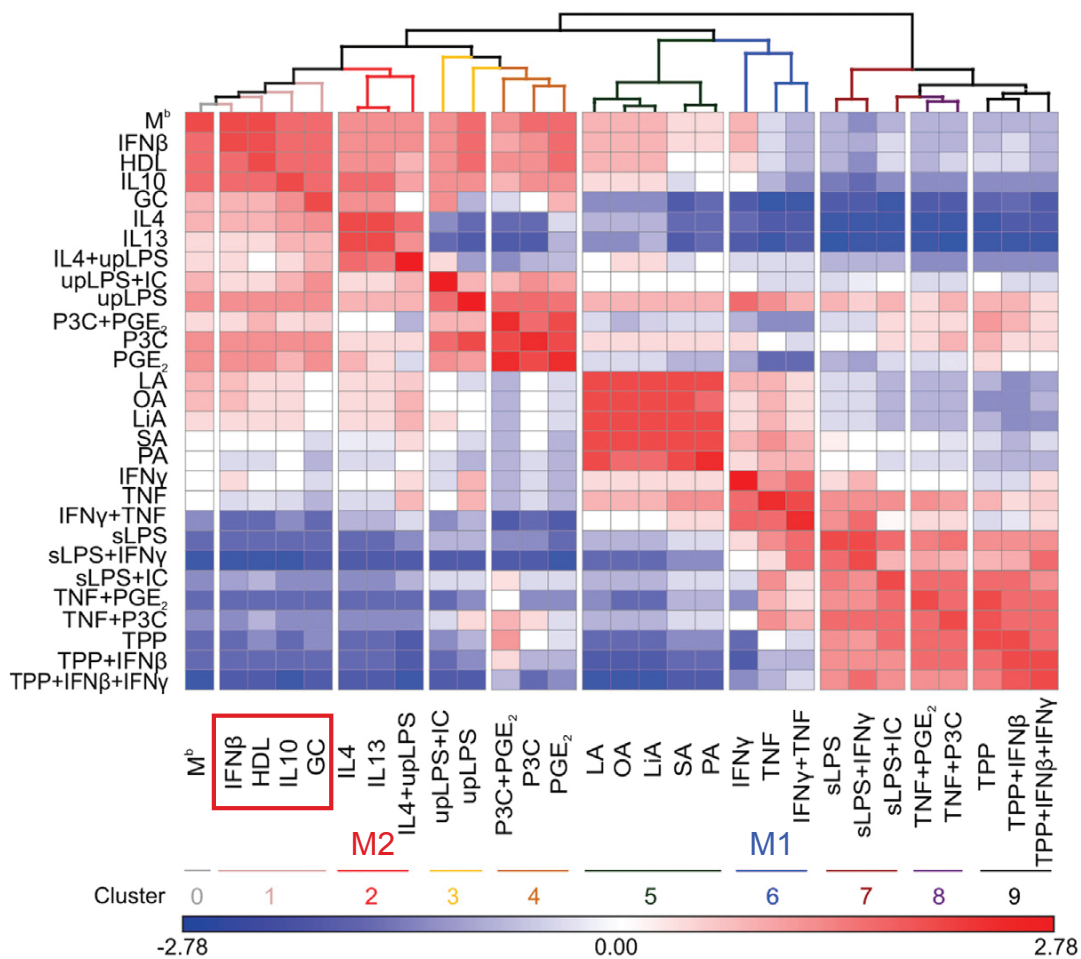 Mᵇ
IFNβ
HDL
IL10
GC
IL4
IL13
IL4+upLPS
upLPS+IC
upLPS
P3C+PGE₂
P3C
PGE₂
LA
OA
LiA
SA
PA
IFNγ
TNF
IFNγ+TNF
sLPS
sLPS+IFNγ
sLPS+IC
TNF+PGE₂
TNF+P3C
TPP
TPP+IFNβ
TPP+IFNβ+IFNγ
Mᵇ
IFNβ
HDL
IL10
GC
IL4
IL13
IL4+upLPS
upLPS+IC
upLPS
P3C+PGE₂
P3C
PGE₂
LA
OA
LiA
SA
PA
IFNγ
TNF
IFNγ+TNF
sLPS
sLPS+IFNγ
sLPS+IC
TNF+PGE₂
TNF+P3C
TPP
TPP+IFNβ
TPP+IFNβ+IFNγ
M2 M1
Cluster 0 1 2 3 4 5 6 7 8 9
-2.78 0.00 2.78